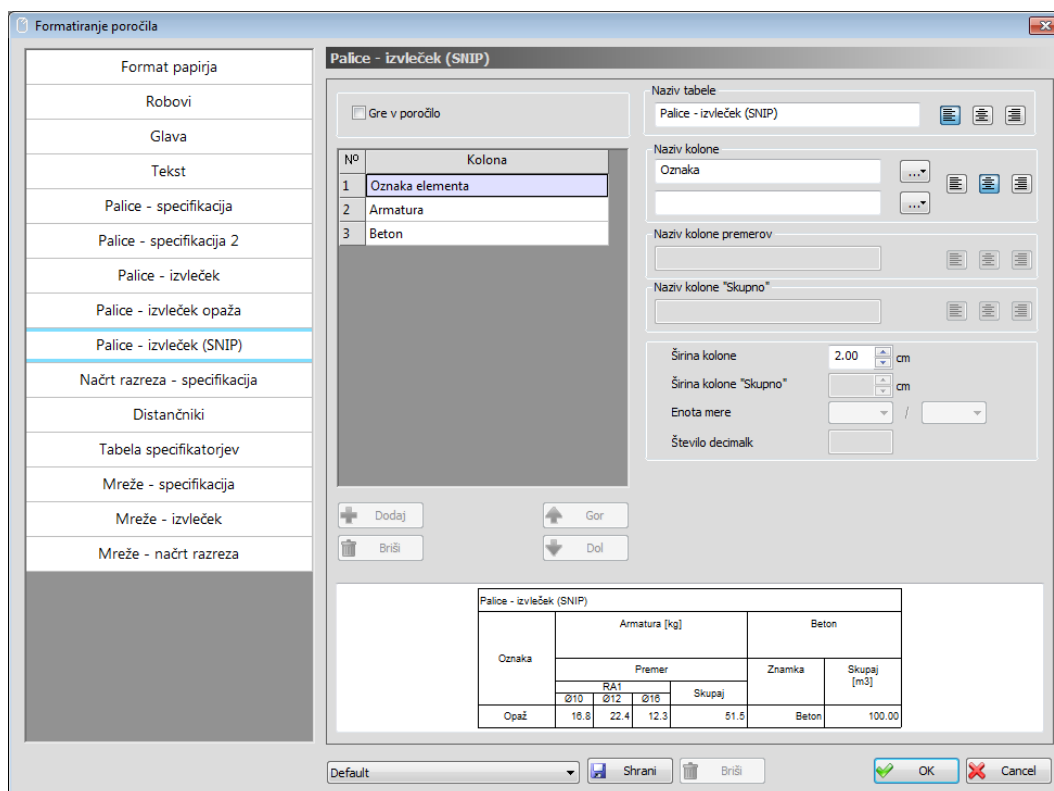 Formatiranje poročila
Format papirja
Robovi
Glava
Tekst
Palice - specifikacija
Palice - specifikacija 2
Palice - izvleček
Palice - izvleček opaža
Palice - izvleček (SNIP)
Načrt razreza - specifikacija
Distančniki
Tabela specifikatorjev
Mreže - specifikacija
Mreže - izvleček
Mreže - načrt razreza
Palice - izvleček (SNIP)
Gre v poročilo
Nº Kolona
1 Oznaka elementa
2 Armatura
3 Beton
Dodaj
Gor
Briši
Dol
Naziv tabele
Palice - izvleček (SNIP)
Naziv kolone
Oznaka
...
...
Naziv kolone premerov
Naziv kolone "Skupno"
Širina kolone 2.00 cm
Širina kolone "Skupno" cm
Enota mere /
Število decimalk
Palice - izvleček (SNIP)
Oznaka
Armatura [kg]
Beton
Premer
Znamka
Skupaj
[m3]
RA1
Skupaj
Ø10 Ø12 Ø16
Opaž 16.8 22.4 12.3 51.5 Beton 100.00
Default
Shrani
Briši
OK
Cancel